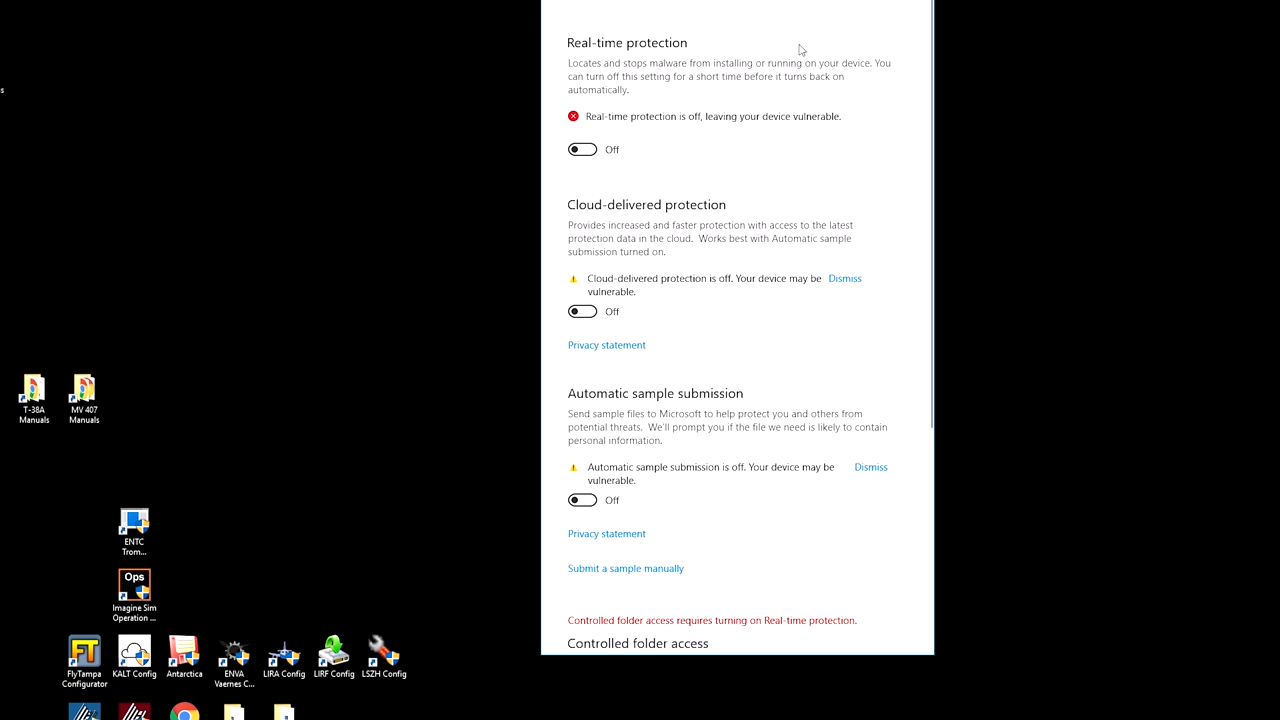 Real-time protection
Locates and stops malware from installing or running on your device. You
can turn off this setting for a short time before it turns back on
automatically.
Real-time protection is off, leaving your device vulnerable.
Off
Cloud-delivered protection
Provides increased and faster protection with access to the latest
protection data in the cloud. Works best with Automatic sample
submission turned on.
Cloud-delivered protection is off. Your device may be Dismiss
vulnerable.
Off
Privacy statement
Automatic sample submission
Send sample files to Microsoft to help protect you and others from
potential threats. We'll prompt you if the file we need is likely to contain
personal information.
Automatic sample submission is off. Your device may be Dismiss
vulnerable.
Off
Privacy statement
Submit a sample manually
Controlled folder access requires turning on Real-time protection.
Controlled folder access
s
T-38A
Manuals
MV 407
Manuals
ENTC
Trom...
Ops
Imagine Sim
Operation ...
FT
FlyTampa
Configurator
KALT Config
Antarctica
ENVA
Vaernes C...
LIRA Config
LIRF Config
LSZH Config